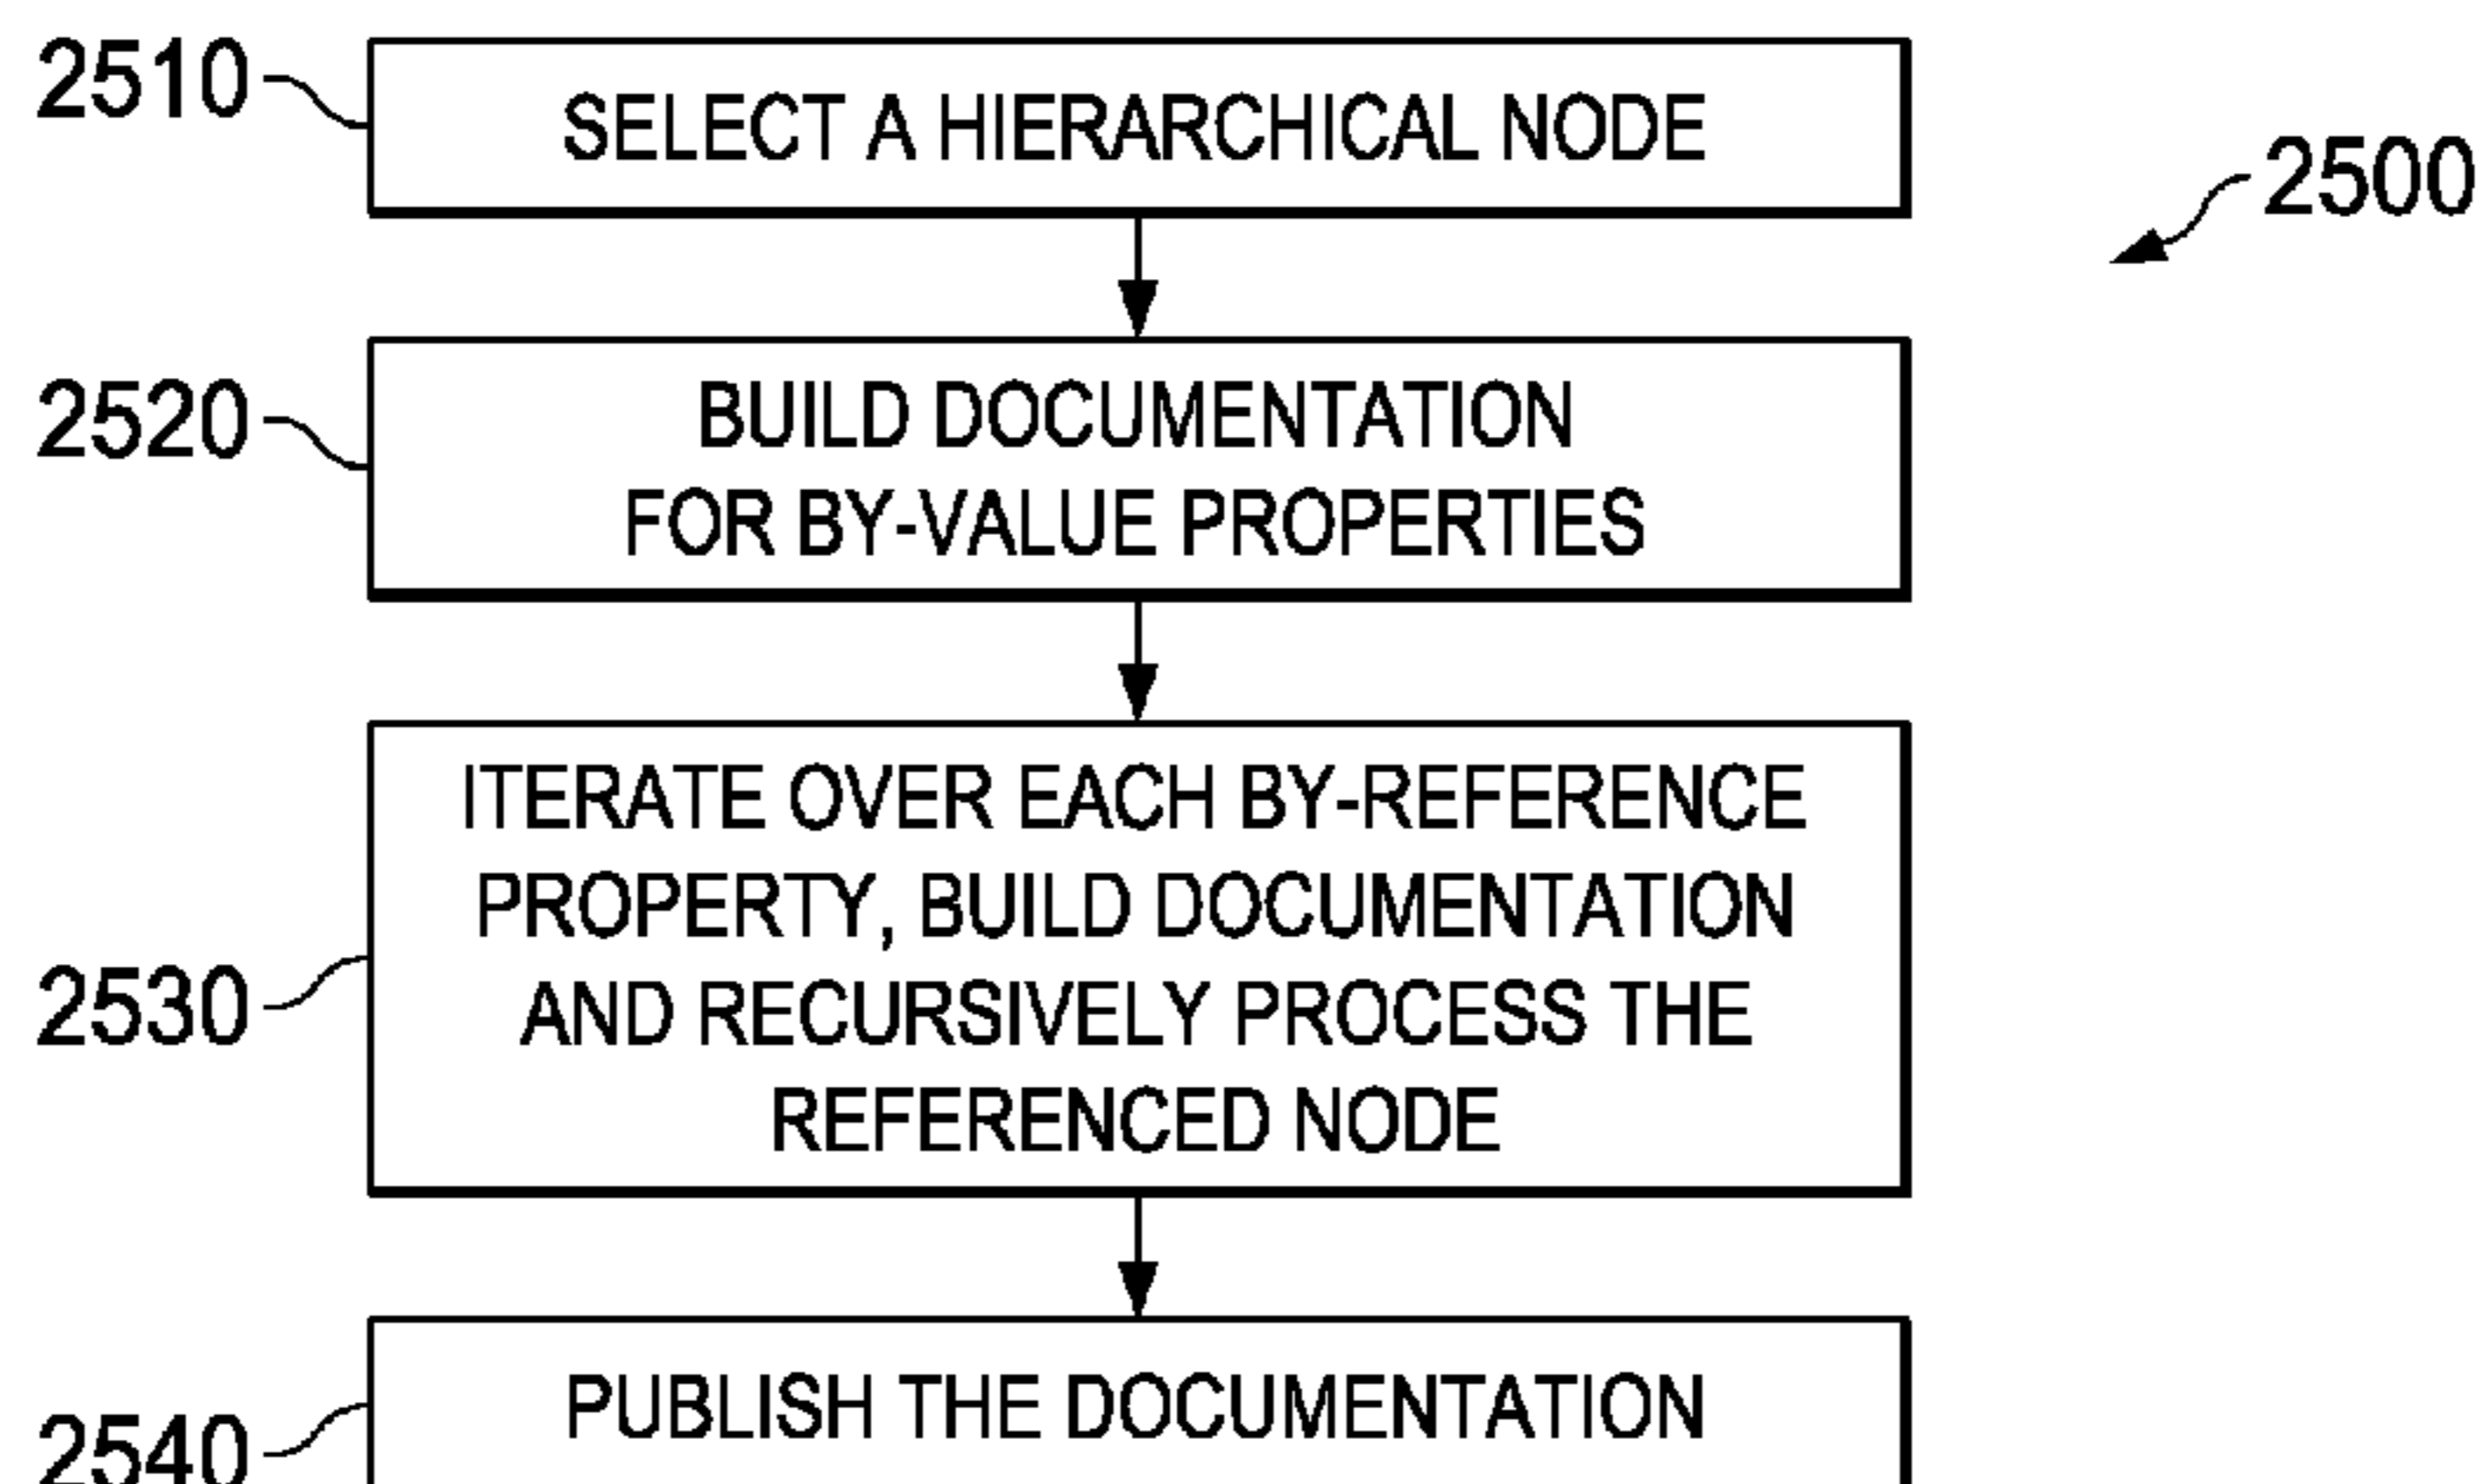 2510
SELECT A HIERARCHICAL NODE
2500
2520
BUILD DOCUMENTATION
FOR BY-VALUE PROPERTIES
ITERATE OVER EACH BY-REFERENCE
PROPERTY, BUILD DOCUMENTATION
2530
AND RECURSIVELY PROCESS THE
REFERENCED NODE
PUBLISH THE DOCUMENTATION
2540